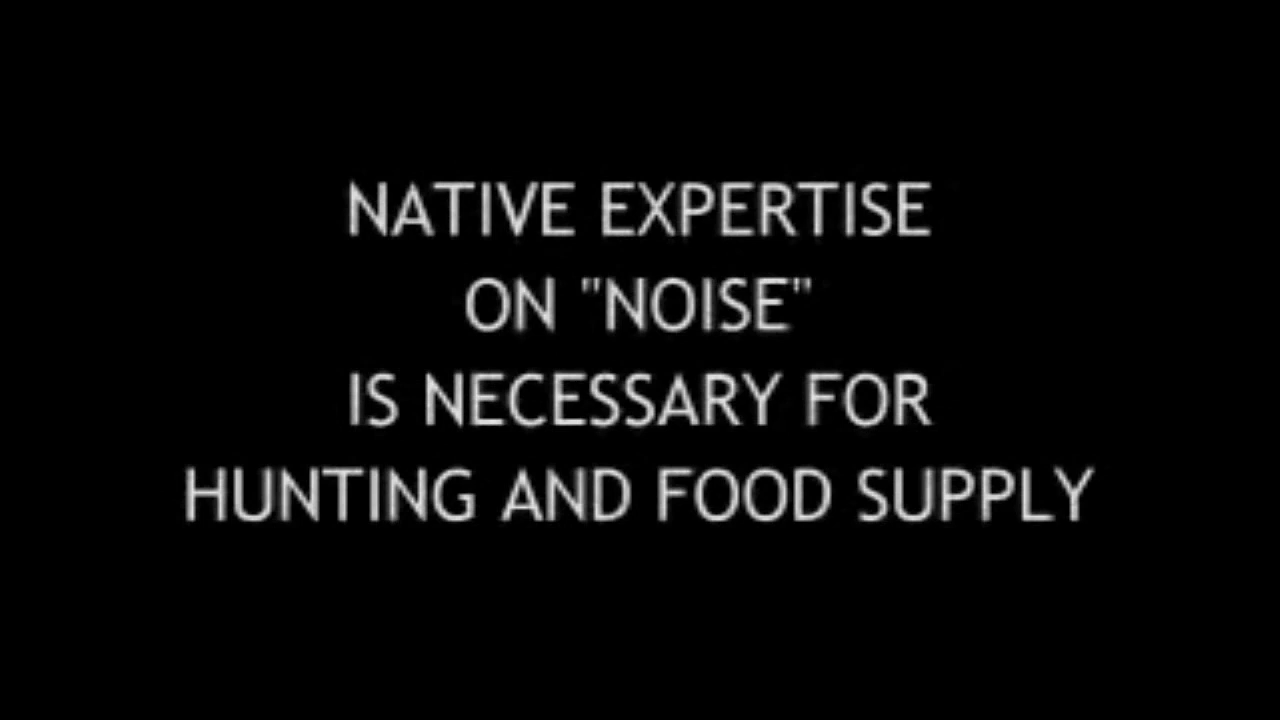 NATIVE EXPERTISE
ON "NOISE"
IS NECESSARY FOR
HUNTING AND FOOD SUPPLY